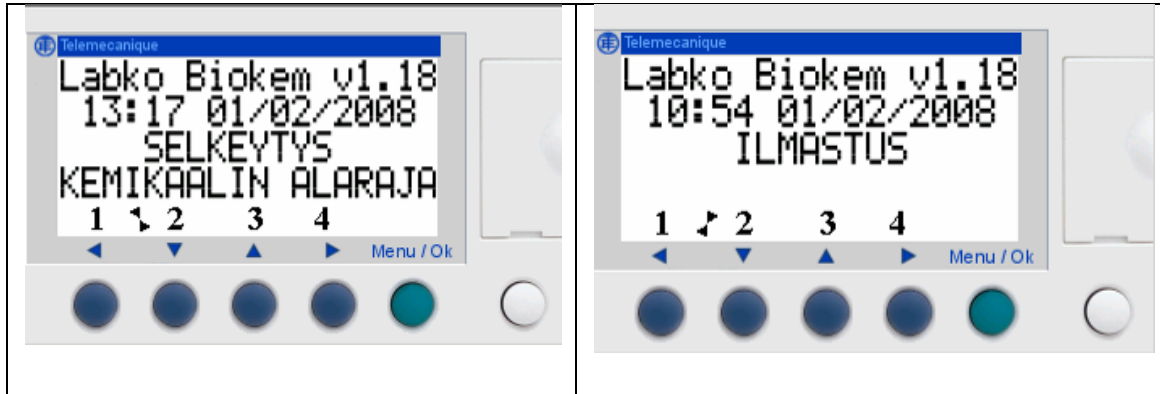 Telemecanique
Labko Biokem v1.18
13:17 01/02/2008
SELKEYTYS
KEMIKAALIN ALARAJA
1 2 3 4
Menu / Ok
Telemecanique
Labko Biokem v1.18
10:54 01/02/2008
ILMASTUS
1 2 3 4
Menu / Ok